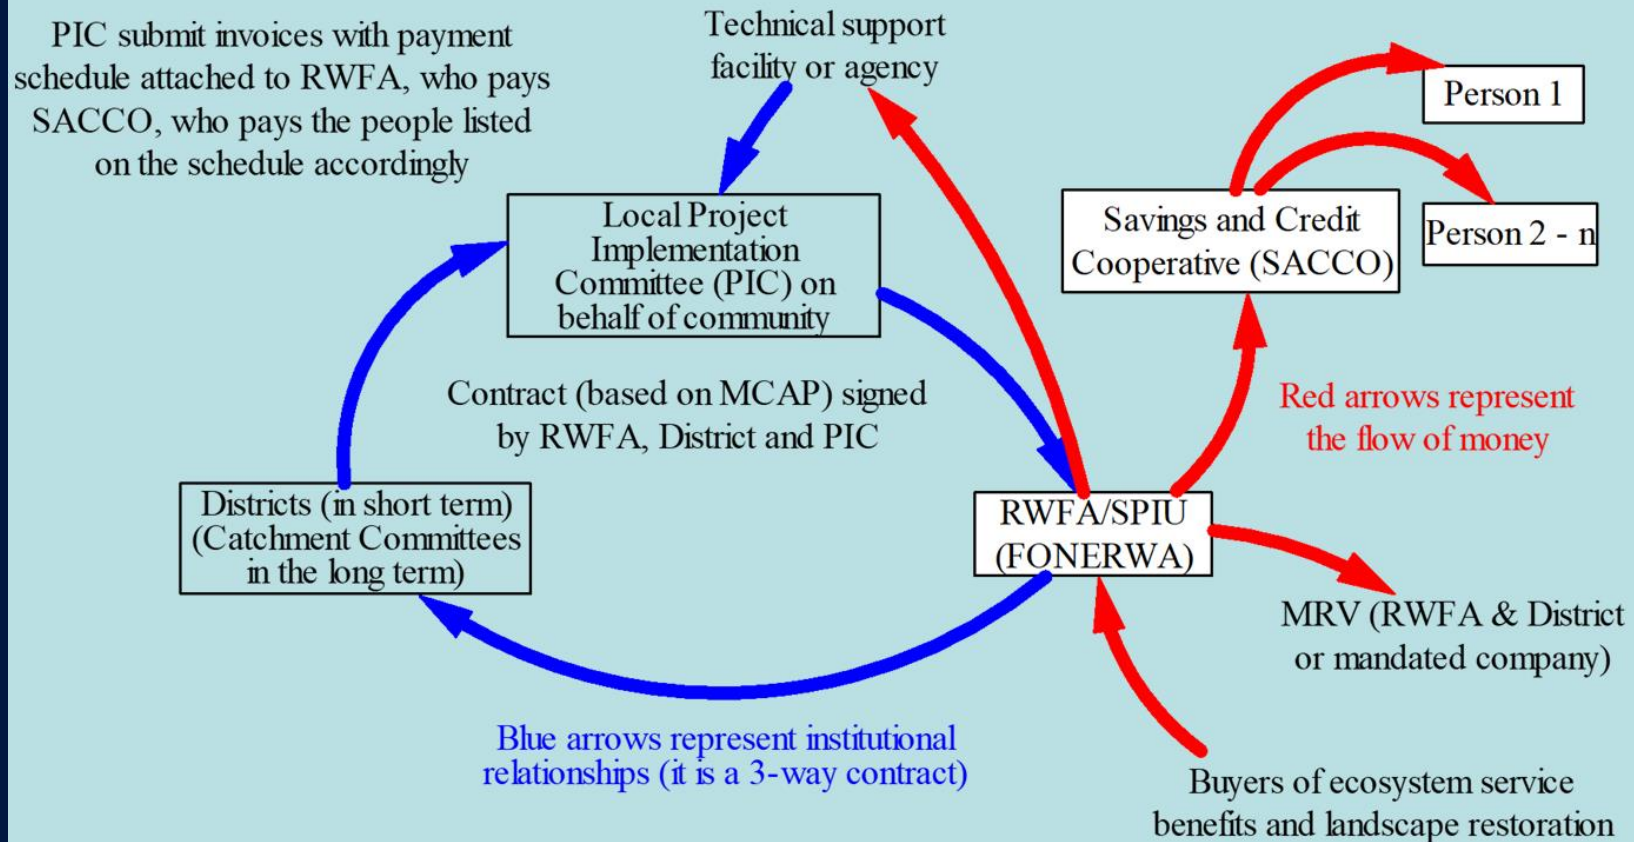 PIC submit invoices with payment
schedule attached to RWFA, who pays
SACCO, who pays the people listed
on the schedule accordingly
Technical support
facility or agency
Person 1
Person 2 - n
Savings and Credit
Cooperative (SACCO)
Local Project
Implementation
Committee (PIC) on
behalf of community
Contract (based on MCAP) signed
by RWFA, District and PIC
Red arrows represent
the flow of money
Districts (in short term)
(Catchment Committees
in the long term)
RWFA/SPIU
(FONERWA)
MRV (RWFA & District
or mandated company)
Blue arrows represent institutional
relationships (it is a 3-way contract)
Buyers of ecosystem service
benefits and landscape restoration